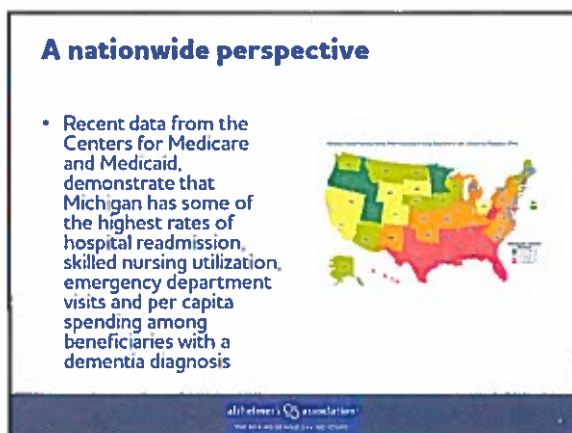 A nationwide perspective
• Recent data from the
Centers for Medicare
and Medicaid,
demonstrate that
Michigan has some of
the highest rates of
hospital readmission,
skilled nursing utilization,
emergency department
visits and per capita
spending among
beneficiaries with a
dementia diagnosis
alzheimer's association